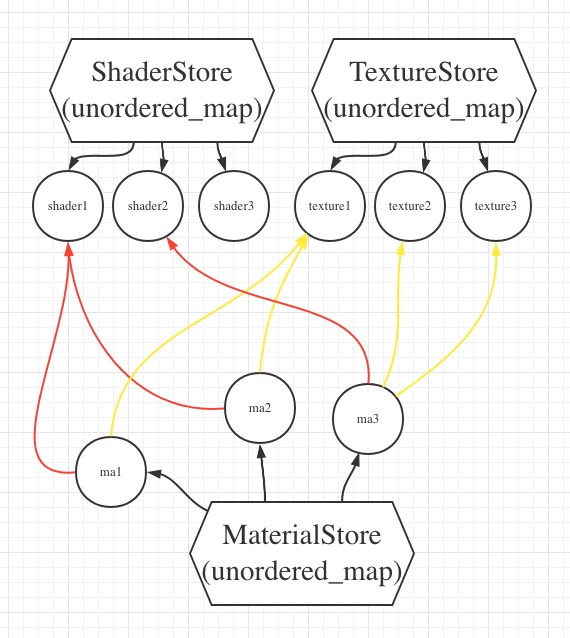 ShaderStore
(unordered_map)
TextureStore
(unordered_map)
shader1
shader2
shader3
texture1
texture2
texture3
ma1
ma2
ma3
MaterialStore
(unordered_map)